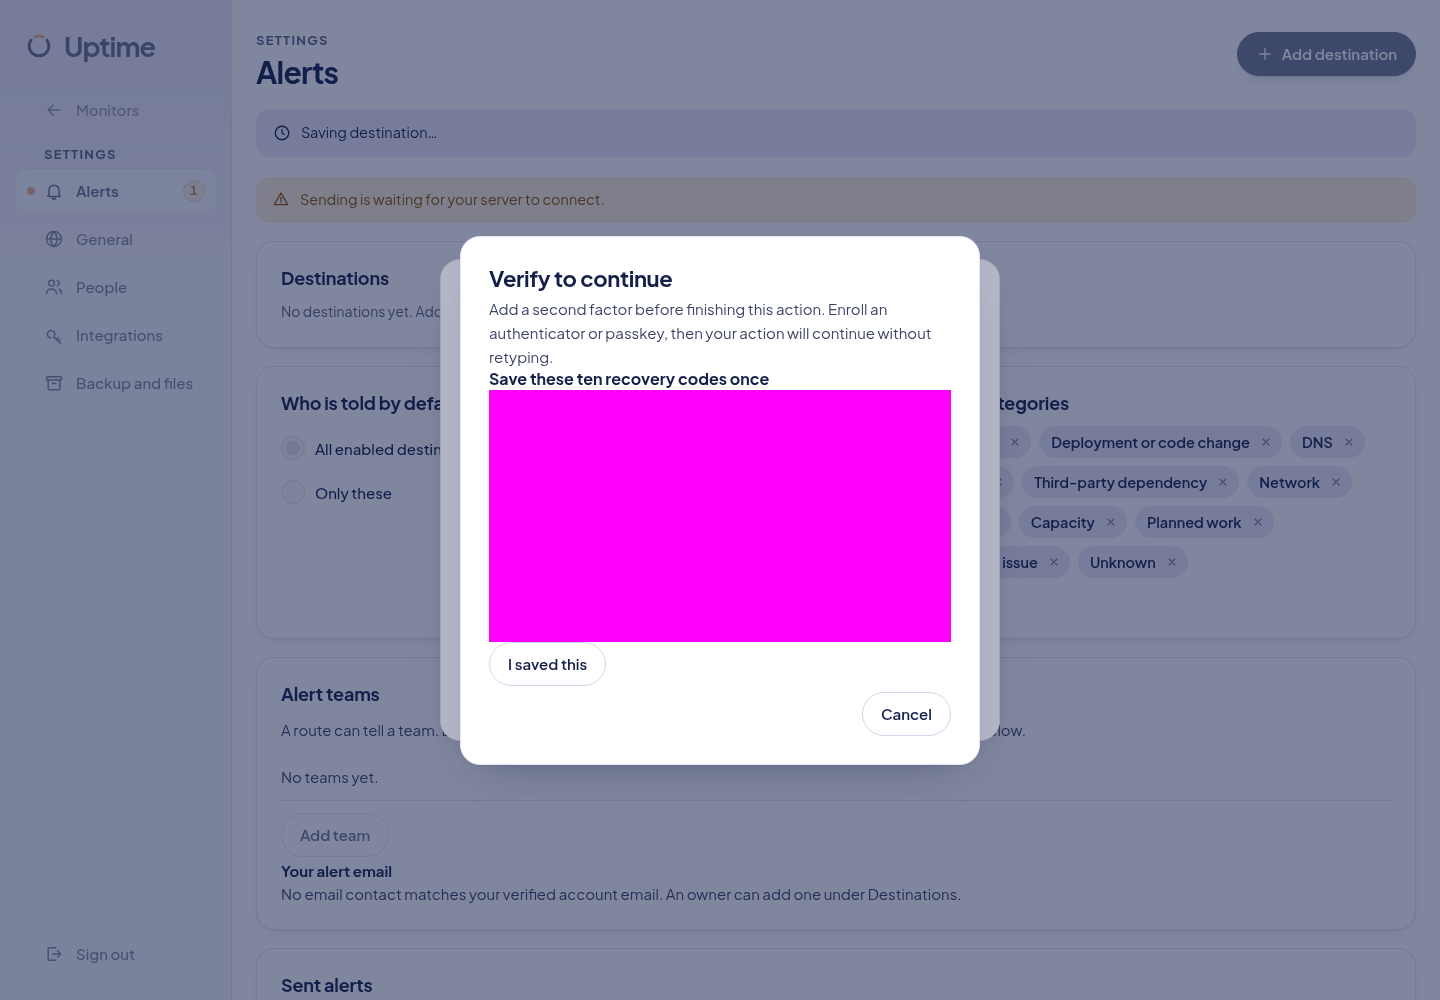 Uptime
Monitors
SETTINGS
Alerts
1
General
People
Integrations
Backup and files
Sign out
SETTINGS
Alerts
Add destination
Saving destination…
Sending is waiting for your server to connect.
Destinations
No destinations yet.
Who is told by
All enabled
Only these
Deployment or code change ×
DNS ×
Third-party dependency ×
Network ×
Capacity ×
Planned work ×
issue ×
Unknown ×
Verify to continue
Add a second factor before finishing this action. Enroll an
authenticator or passkey, then your action will continue without
retyping.
Save these ten recovery codes once
I saved this
Cancel
Alert teams
A route can tell a team.
No teams yet.
Add team
Your alert email
No email contact matches your verified account email. An owner can add one under Destinations.
Sent alerts